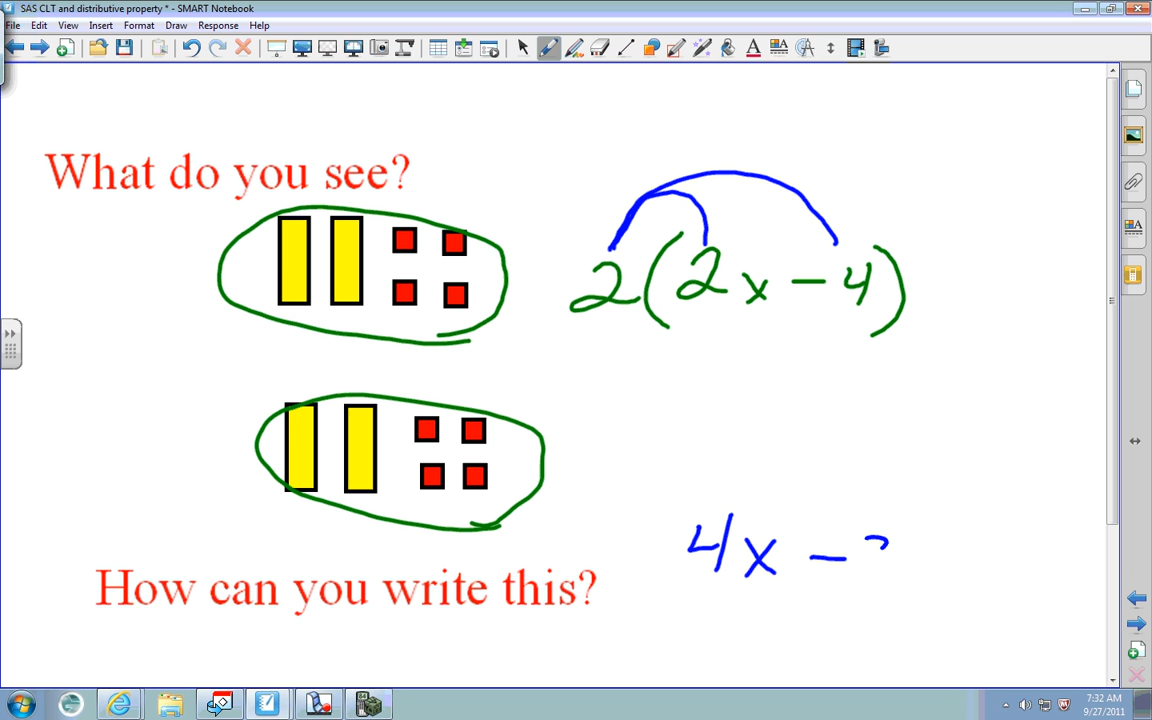 SAS CLT and distributive property * - SMART Notebook
File Edit View Insert Format Tools Draw Response Help
What do you see?
2(2x - 4)
4x -
How can you write this?
7:32 AM
9/27/2011